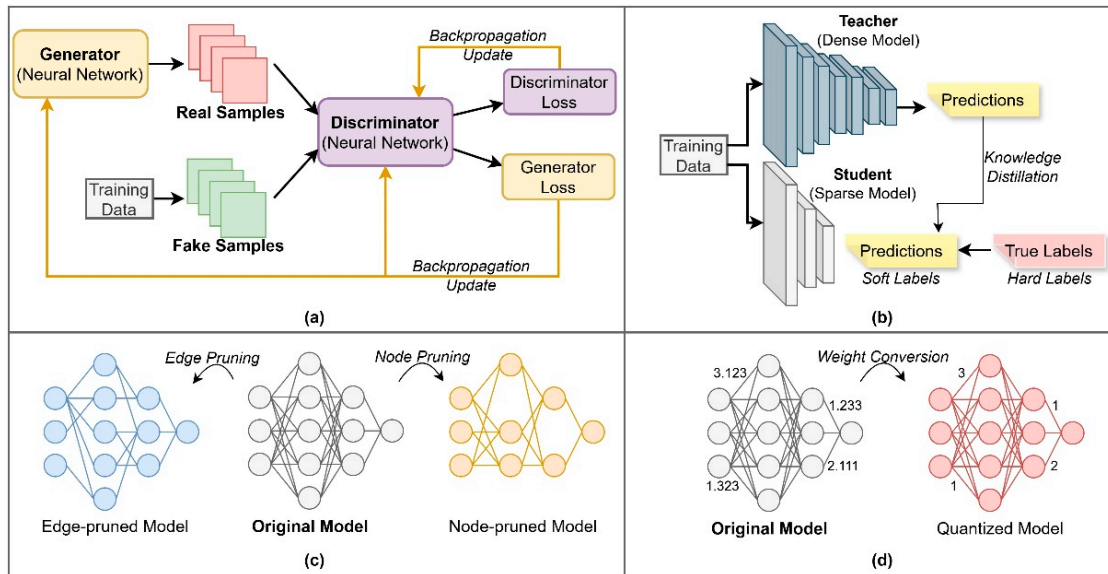 Generator
(Neural Network)
Real Samples
Training
Data
Fake Samples
Discriminator
(Neural Network)
Backpropagation
Update
Discriminator
Loss
Generator
Loss
Backpropagation
Update
(a)
Teacher
(Dense Model)
Predictions
Training
Data
Knowledge
Distillation
Student
(Sparse Model)
Predictions
Soft Labels
True Labels
Hard Labels
(b)
Edge Pruning
Node Pruning
Edge-pruned Model
Original Model
Node-pruned Model
(c)
Weight Conversion
3.123
1.233
2.111
1.323
3
1
2
1
Original Model
Quantized Model
(d)